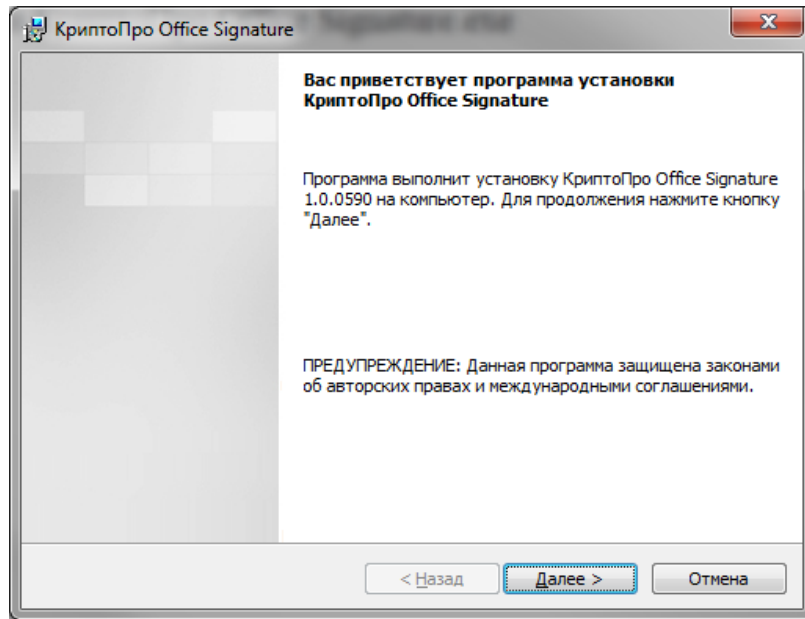 КриптоПро Office Signature
Вас приветствует программа установки
КриптоПро Office Signature
Программа выполнит установку КриптоПро Office Signature
1.0.0590 на компьютер. Для продолжения нажмите кнопку
"Далее".
ПРЕДУПРЕЖДЕНИЕ: Данная программа защищена законами
об авторских правах и международными соглашениями.
< Назад Далее > Отмена